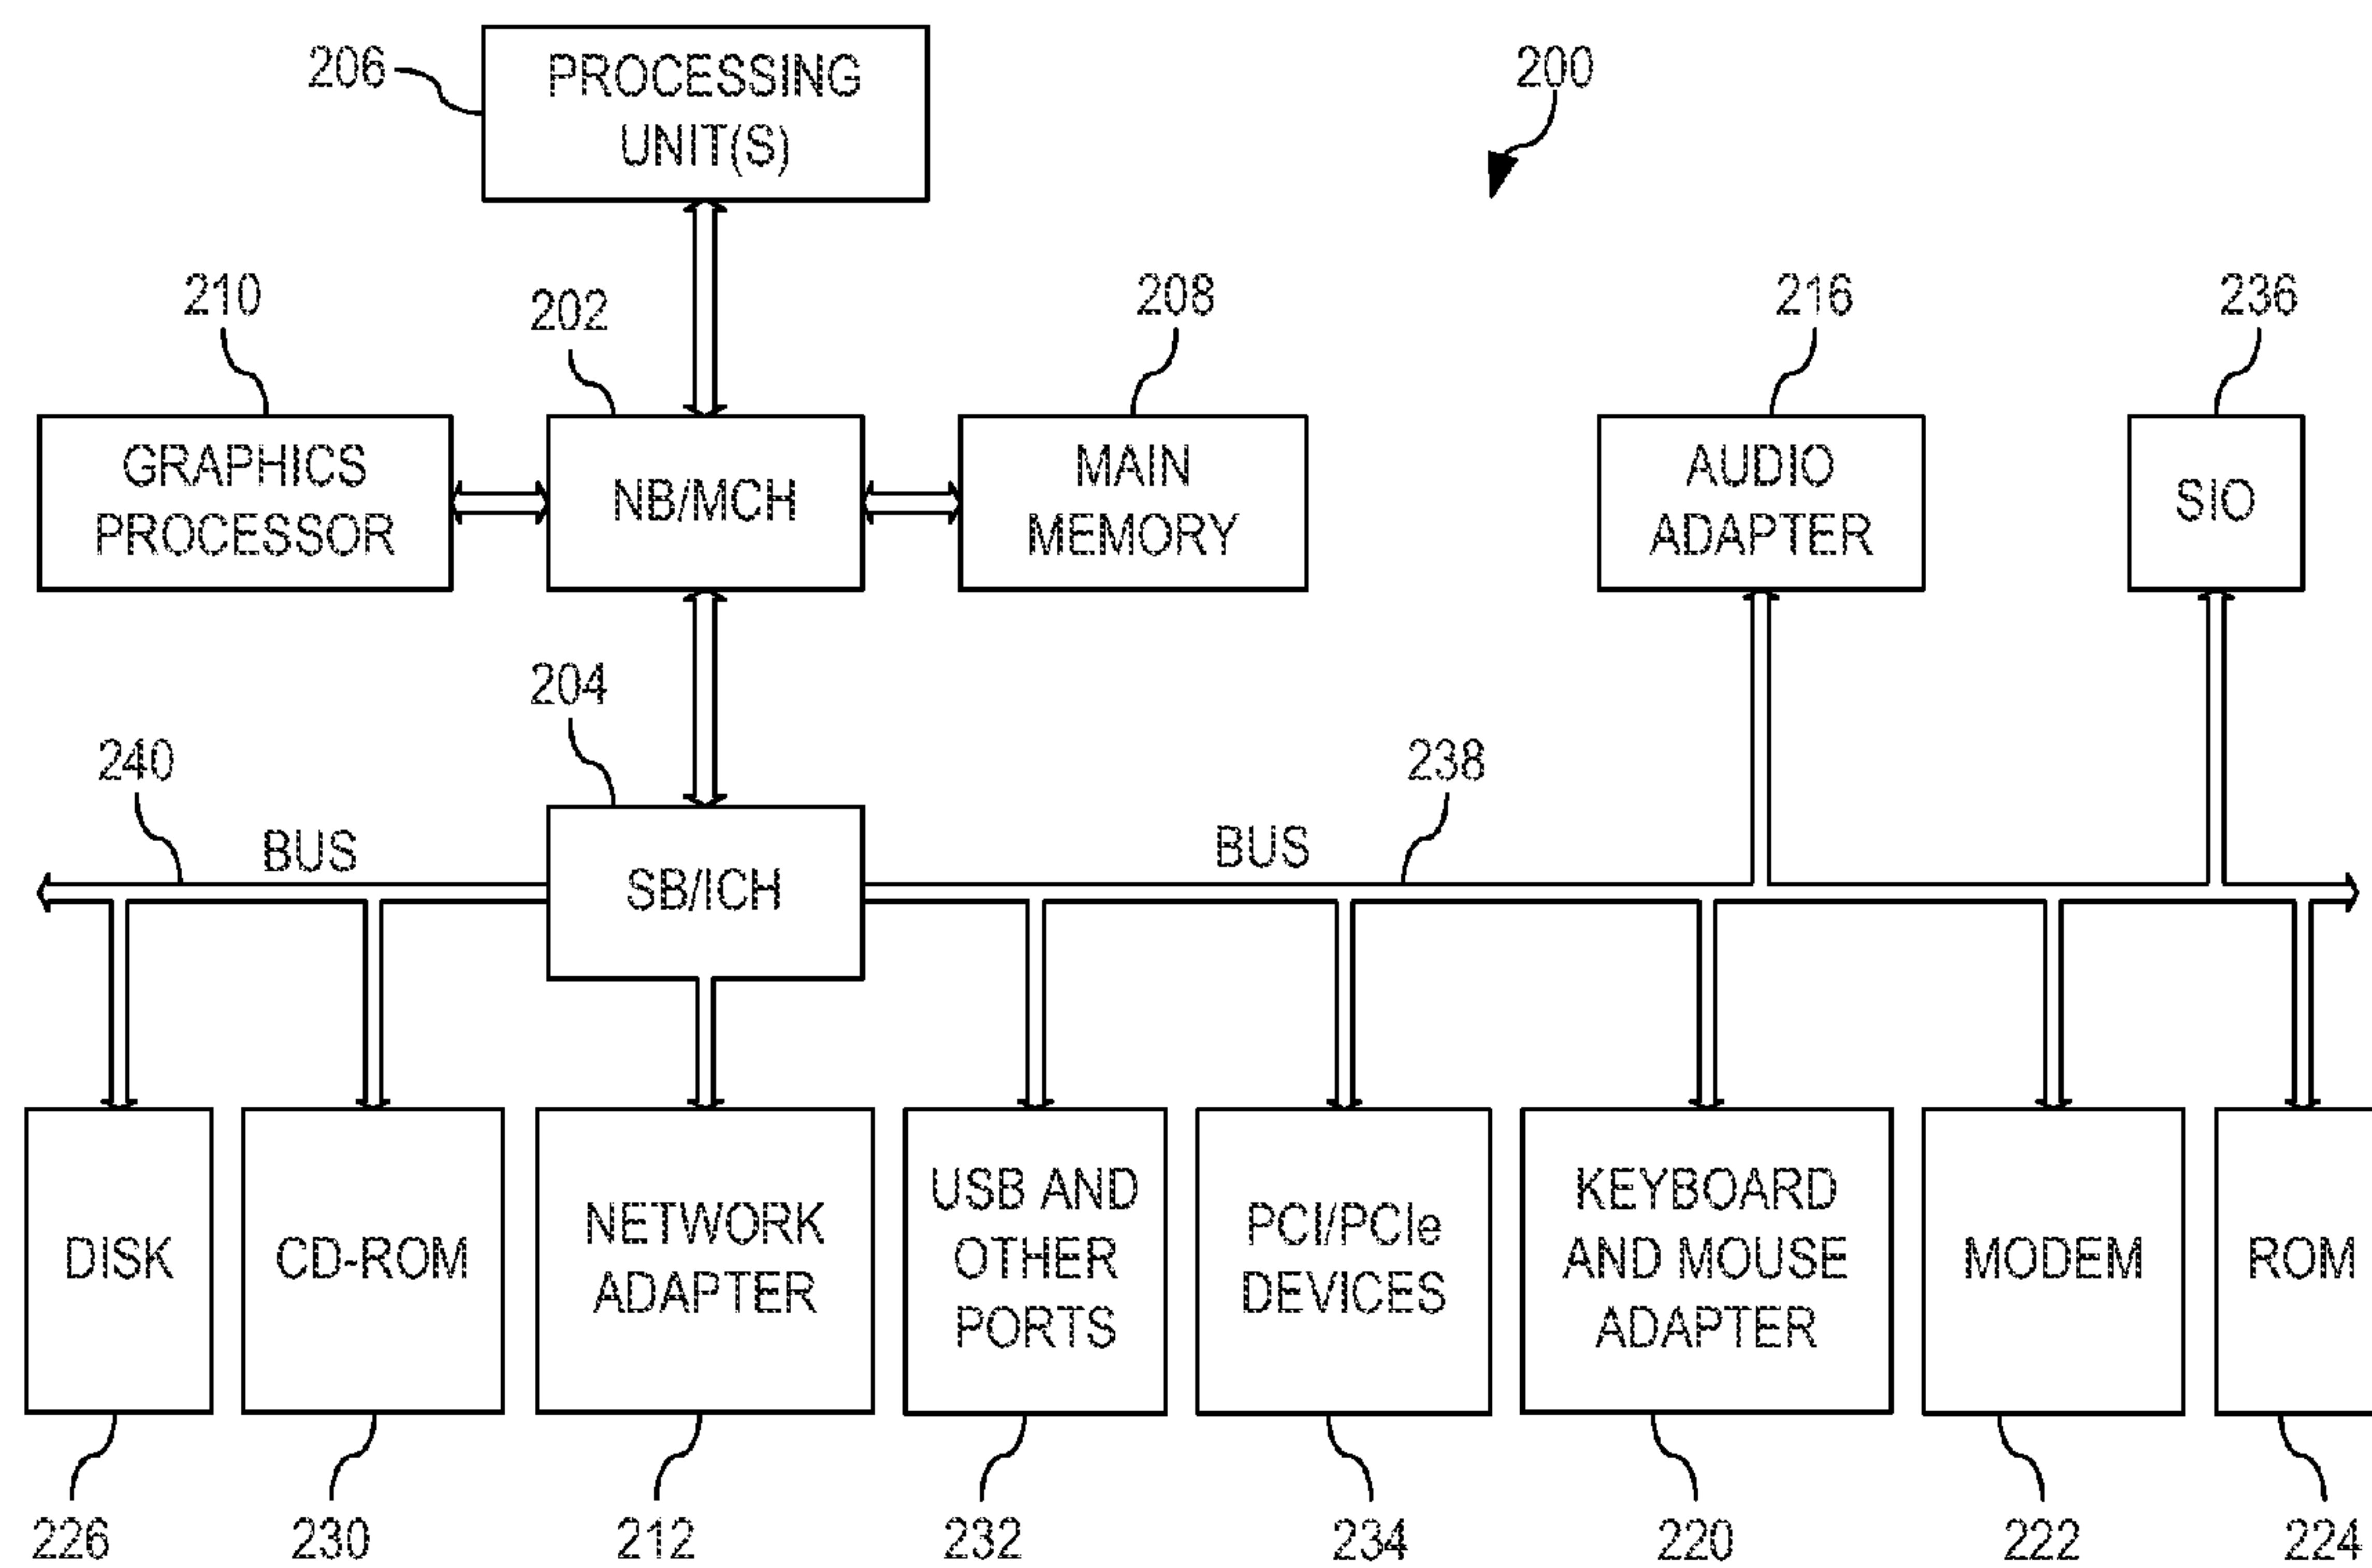 206
PROCESSING
UNIT(S)
200
210
202
208
216
236
GRAPHICS
PROCESSOR
NB/MCH
MAIN
MEMORY
AUDIO
ADAPTER
SIO
204
240
238
BUS
SB/ICH
BUS
DISK
CD-ROM
NETWORK
ADAPTER
USB AND
OTHER
PORTS
PCI/PCIe
DEVICES
KEYBOARD
AND MOUSE
ADAPTER
MODEM
ROM
226
230
212
232
234
220
222
224